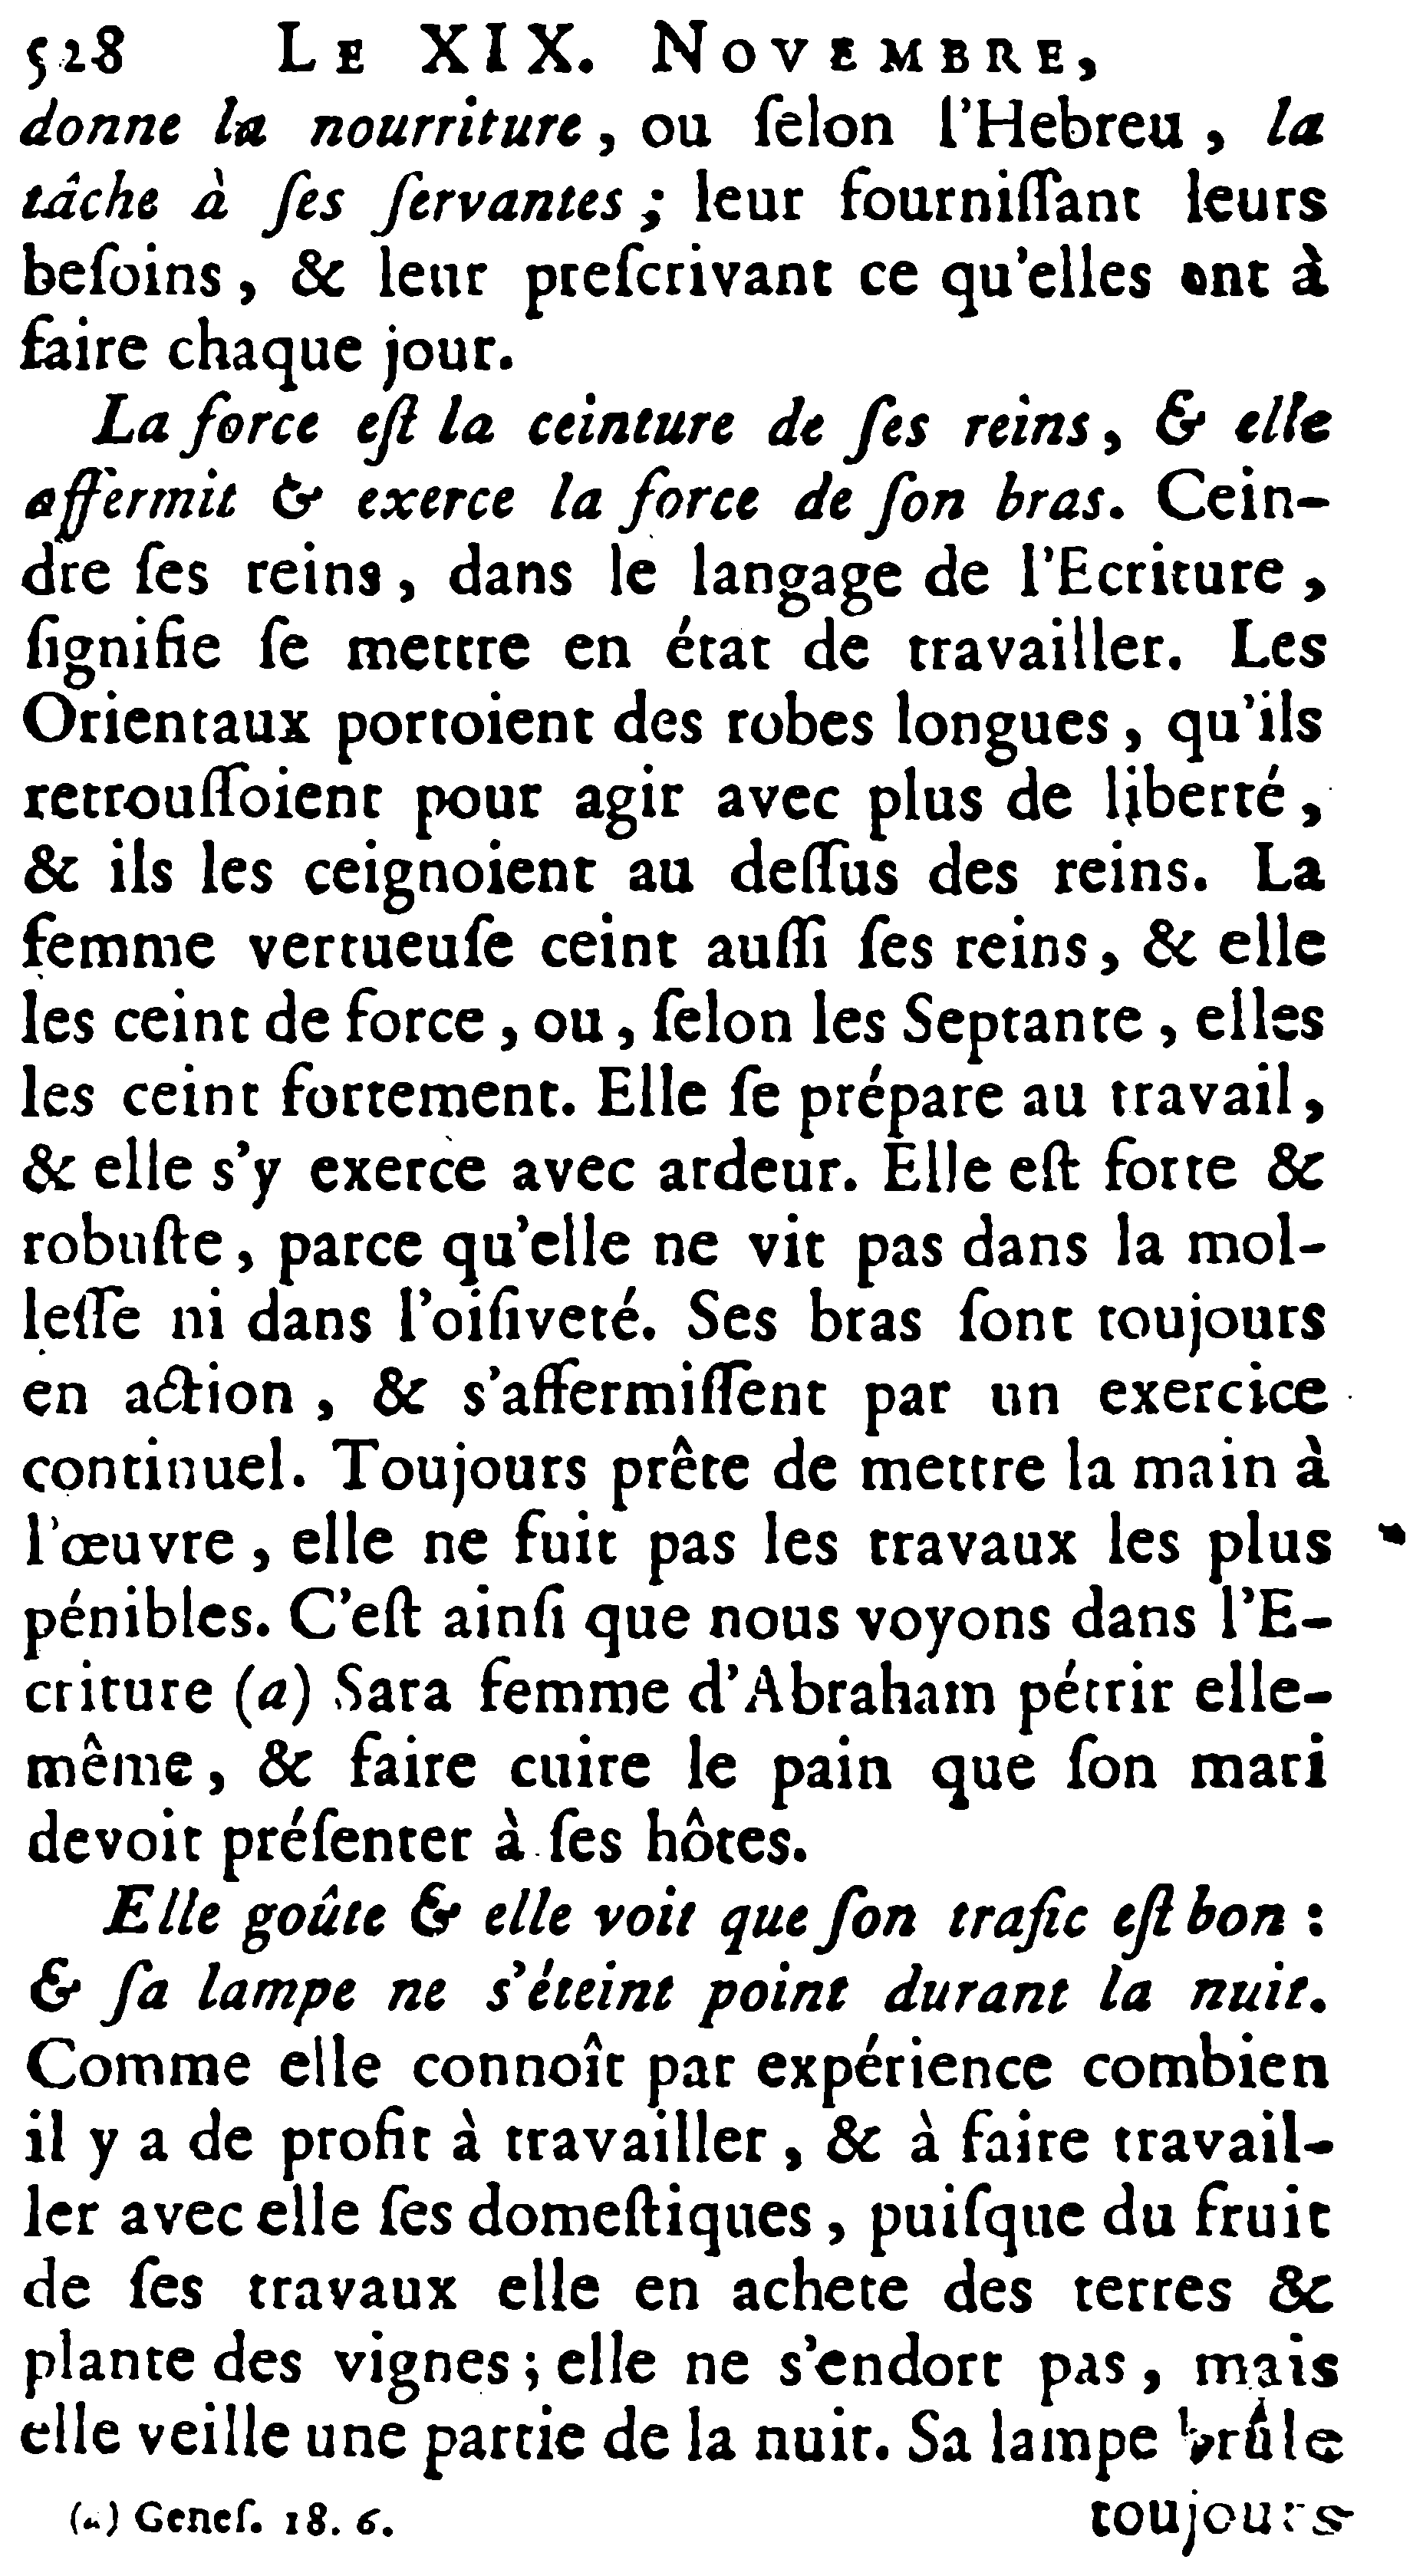 528 LE XIX. NOVEMBRE,
donne la nourriture, ou ſelon l'Hebreu, la
tâche à ſes ſervantes; leur fourniſſant leurs
beſoins, & leur preſcrivant ce qu'elles ont à
faire chaque jour.
La force eſt la ceinture de ſes reins, & elle
affermit & exerce la force de ſon bras. Cein-
dre ſes reins, dans le langage de l'Ecriture,
ſignifie ſe mettre en état de travailler. Les
Orientaux portoient des robes longues, qu'ils
retrouſſoient pour agir avec plus de liberté,
& ils les ceignoient au deſſus des reins. La
femme vertueuſe ceint auſſi ſes reins, & elle
les ceint de force, ou, ſelon les Septante, elles
les ceint fortement. Elle ſe prépare au travail,
& elle s'y exerce avec ardeur. Elle eſt forte &
robuſte, parce qu'elle ne vit pas dans la mol-
leſſe ni dans l'oiſiveté. Ses bras ſont toujours
en action, & s'affermiſſent par un exercice
continuel. Toujours prête de mettre la main à
l'œuvre, elle ne fuit pas les travaux les plus
pénibles. C'eſt ainſi que nous voyons dans l'E-
criture (a) Sara femme d'Abraham pétrir elle-
même, & faire cuire le pain que ſon mari
devoit préſenter à ſes hôtes.
Elle goûte & elle voit que ſon trafic eſt bon:
& ſa lampe ne s'éteint point durant la nuit.
Comme elle connoît par expérience combien
il y a de profit à travailler, & à faire travail-
ler avec elle ſes domeſtiques, puiſque du fruit
de ſes travaux elle en achete des terres &
plante des vignes; elle ne s'endort pas, mais
elle veille une partie de la nuit. Sa lampe brûle
(a) Geneſ. 18. 6. toujours